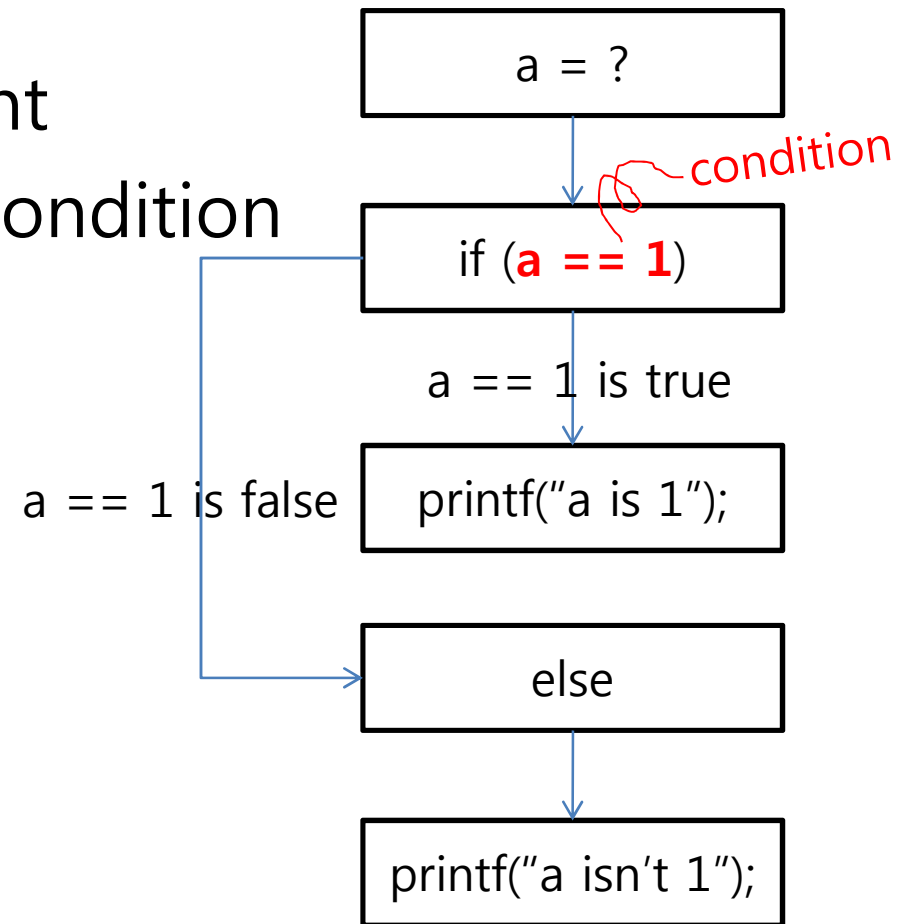 nt
ondition
a = ?
condition
if (a == 1)
a == 1 is true
a == 1 is false
printf("a is 1");
else
printf("a isn't 1");